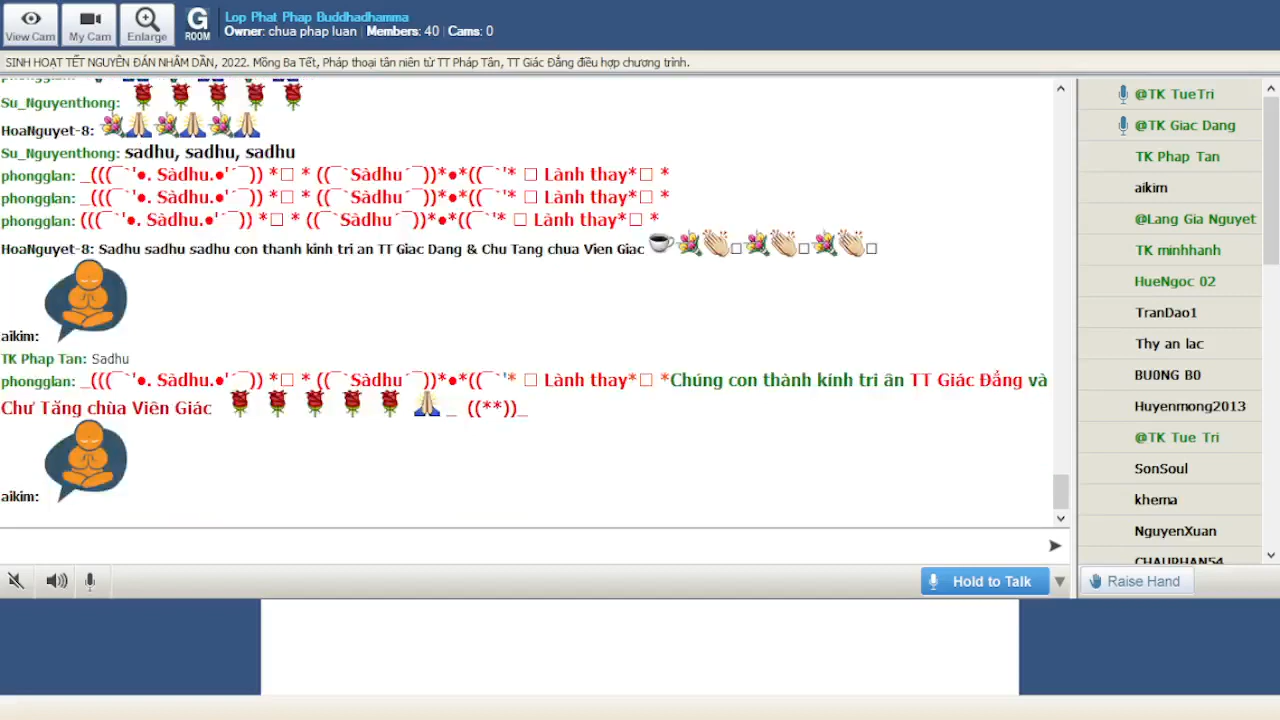 View Cam
My Cam
Enlarge
G
ROOM
Lop Phat Phap Buddhadhamma
Owner: chua phap luan | Members: 40 | Cams: 0
SINH HOẠT TẾT NGUYÊN ĐÁN NHÂM DẦN, 2022. Mồng Ba Tết, Pháp thoại tân niên từ TT Pháp Tân, TT Giác Đẳng điều hợp chương trình.
phongglan:
Su_Nguyenthong:
HoaNguyet-8:
Su_Nguyenthong: sadhu, sadhu, sadhu
phongglan: _(((¯`'●. Sàdhu.●'´¯)) *□ * ((¯`Sàdhu´¯))*●*((¯`'* □ Lành thay*□ *
phongglan: _(((¯`'●. Sàdhu.●'´¯)) *□ * ((¯`Sàdhu´¯))*●*((¯`'* □ Lành thay*□ *
phongglan: (((¯`'●. Sàdhu.●'´¯)) *□ * ((¯`Sàdhu´¯))*●*((¯`'* □ Lành thay*□ *
HoaNguyet-8: Sadhu sadhu sadhu con thanh kinh tri an TT Giac Dang & Chu Tang chua Vien Giac
aikim:
TK Phap Tan: Sadhu
phongglan: _(((¯`'●. Sàdhu.●'´¯)) *□ * ((¯`Sàdhu´¯))*●*((¯`'* □ Lành thay*□ *Chúng con thành kính tri ân TT Giác Đẳng và
Chư Tăng chùa Viên Giác _ ((**))_
aikim:
Hold to Talk
@TK TueTri
@TK Giac Dang
TK Phap Tan
aikim
@Lang Gia Nguyet
TK minhhanh
HueNgoc 02
TranDao1
Thy an lac
BU0NG B0
Huyenmong2013
@TK Tue Tri
SonSoul
khema
NguyenXuan
CHAUPHAN54
Raise Hand